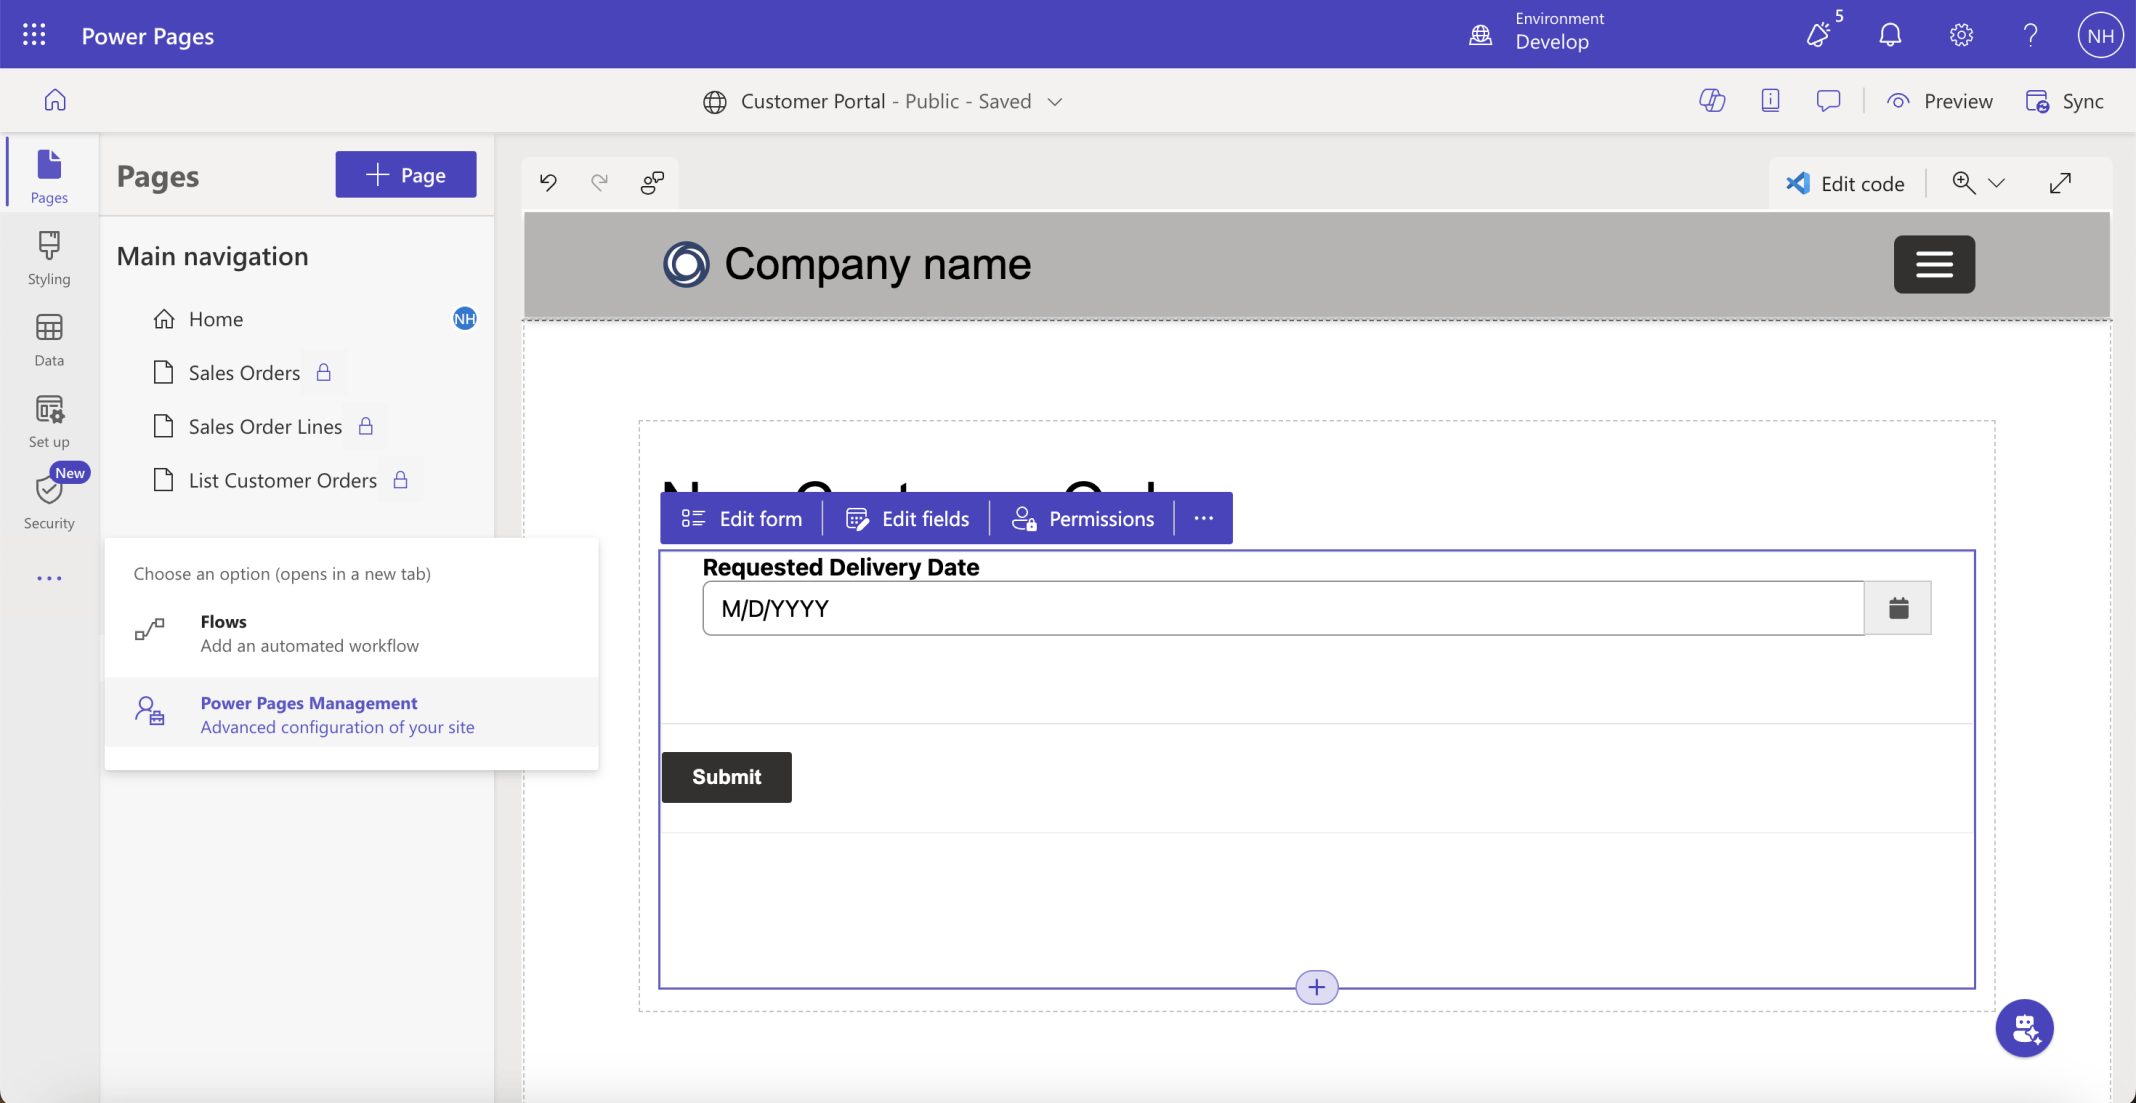 Power Pages
Environment
Develop
5
?
NH
Customer Portal - Public - Saved
Preview
Sync
Pages
Styling
Data
Set up
New
Security
Pages
Page
Main navigation
Home
NH
Sales Orders
Sales Order Lines
List Customer Orders
Choose an option (opens in a new tab)
Flows
Add an automated workflow
Power Pages Management
Advanced configuration of your site
Edit code
Company name
Edit form
Edit fields
Permissions
Requested Delivery Date
M/D/YYYY
Submit